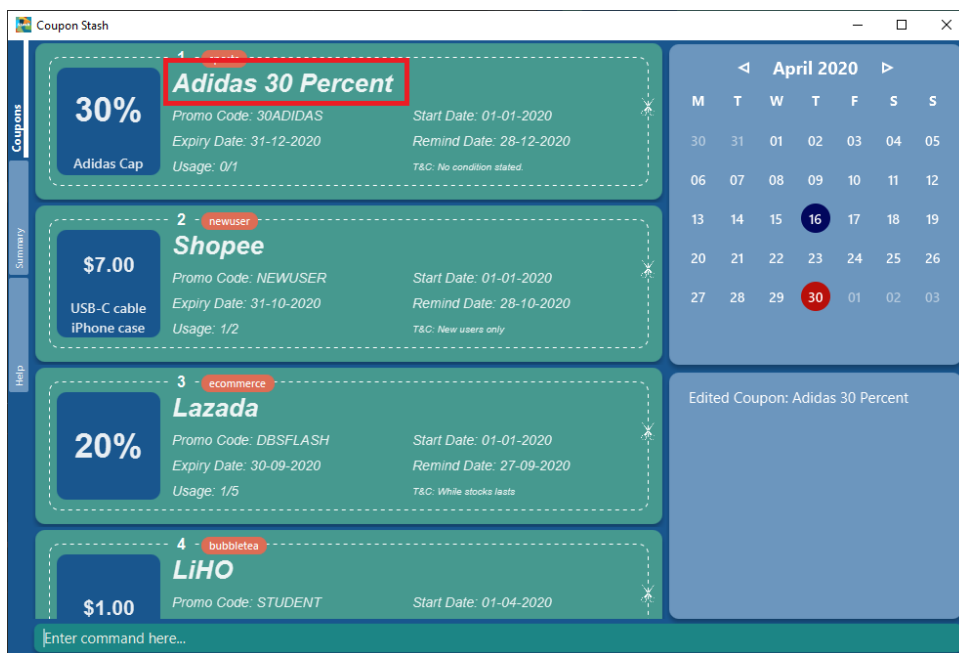 Coupon Stash
Coupons
Summary
Help
1
Adidas 30 Percent
30%
Adidas Cap
Promo Code: 30ADIDAS
Start Date: 01-01-2020
Expiry Date: 31-12-2020
Remind Date: 28-12-2020
Usage: 0/1
T&C: No condition stated.
2 - newuser
Shopee
$7.00
USB-C cable
iPhone case
Promo Code: NEWUSER
Start Date: 01-01-2020
Expiry Date: 31-10-2020
Remind Date: 28-10-2020
Usage: 1/2
T&C: New users only
3 - ecommerce
Lazada
20%
Promo Code: DBSFLASH
Start Date: 01-01-2020
Expiry Date: 30-09-2020
Remind Date: 27-09-2020
Usage: 1/5
T&C: While stocks lasts
4 - bubbletea
LiHO
$1.00
Promo Code: STUDENT
Start Date: 01-04-2020
April 2020
M T W T F S S
30 31 01 02 03 04 05
06 07 08 09 10 11 12
13 14 15 16 17 18 19
20 21 22 23 24 25 26
27 28 29 30 01 02 03
Edited Coupon: Adidas 30 Percent
Enter command here...